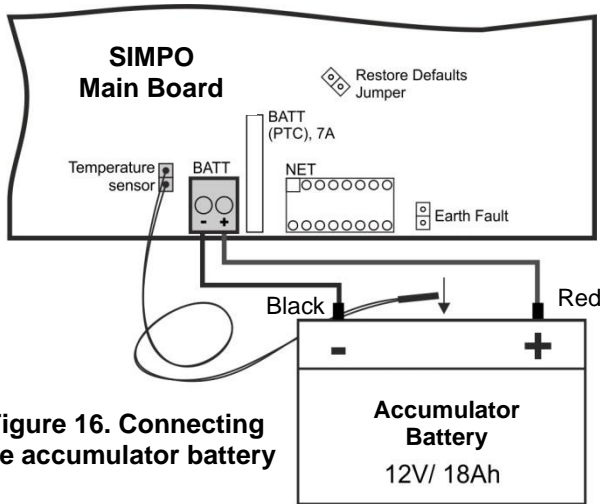 SIMPO
Main Board
Restore Defaults
Jumper
BATT
(PTC), 7A
Temperature
sensor
BATT
NET
- +
Earth Fault
Black
Red
- +
Accumulator
Battery
12V/ 18Ah
igure 16. Connecting
e accumulator battery